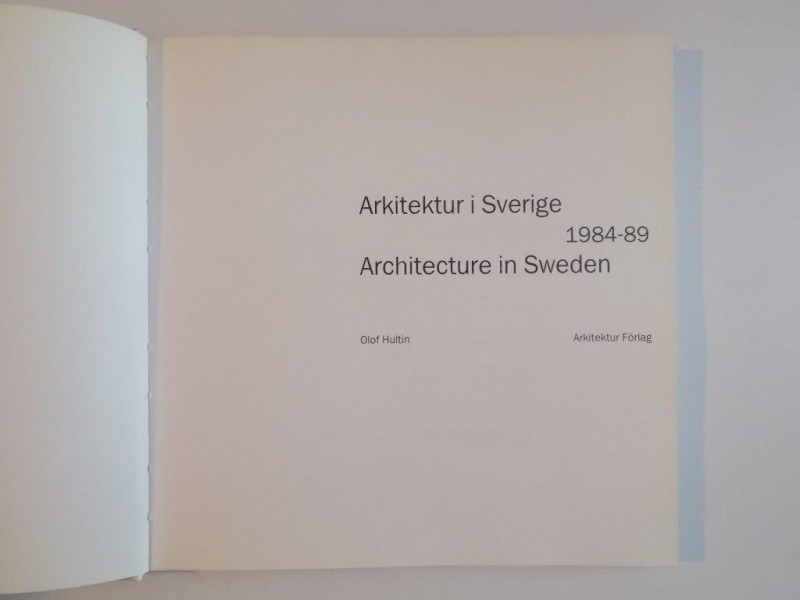 Arkitektur i Sverige
1984-89
Architecture in Sweden
Olof Hultin
Arkitektur Förlag